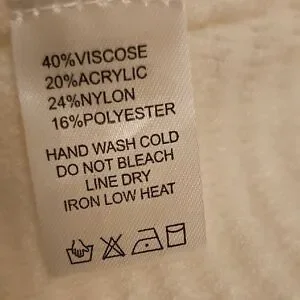 40%VISCOSE
20%ACRYLIC
24%NYLON
16%POLYESTER
HAND WASH COLD
DO NOT BLEACH
LINE DRY
IRON LOW HEAT